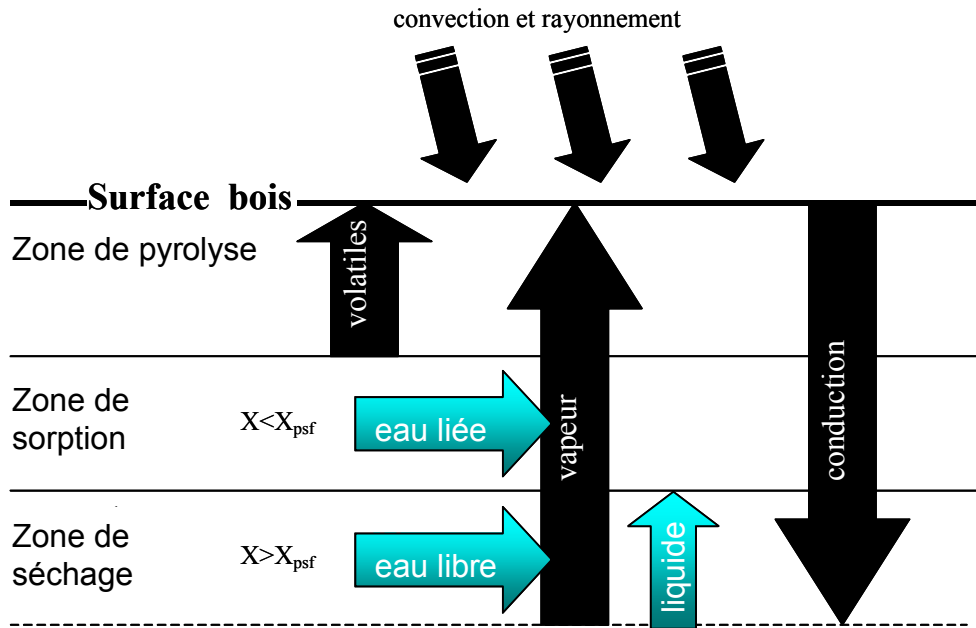 convection et rayonnement
Surface bois
Zone de pyrolyse
volatiles
Zone de
sorption
X<Xpsf
eau liée
vapeur
conduction
Zone de
séchage
X>Xpsf
eau libre
liquide